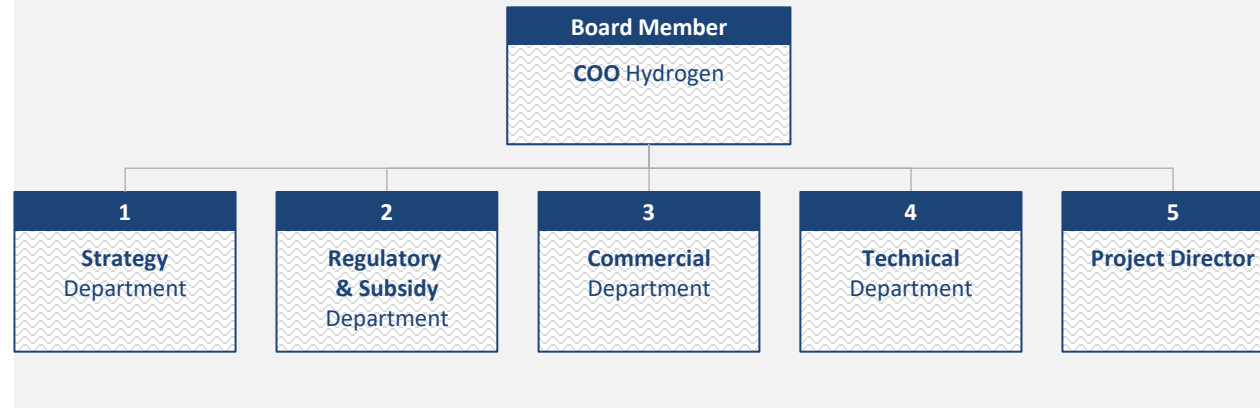 Board Member
COO Hydrogen
1
Strategy
Department
2
Regulatory
& Subsidy
Department
3
Commercial
Department
4
Technical
Department
5
Project Director